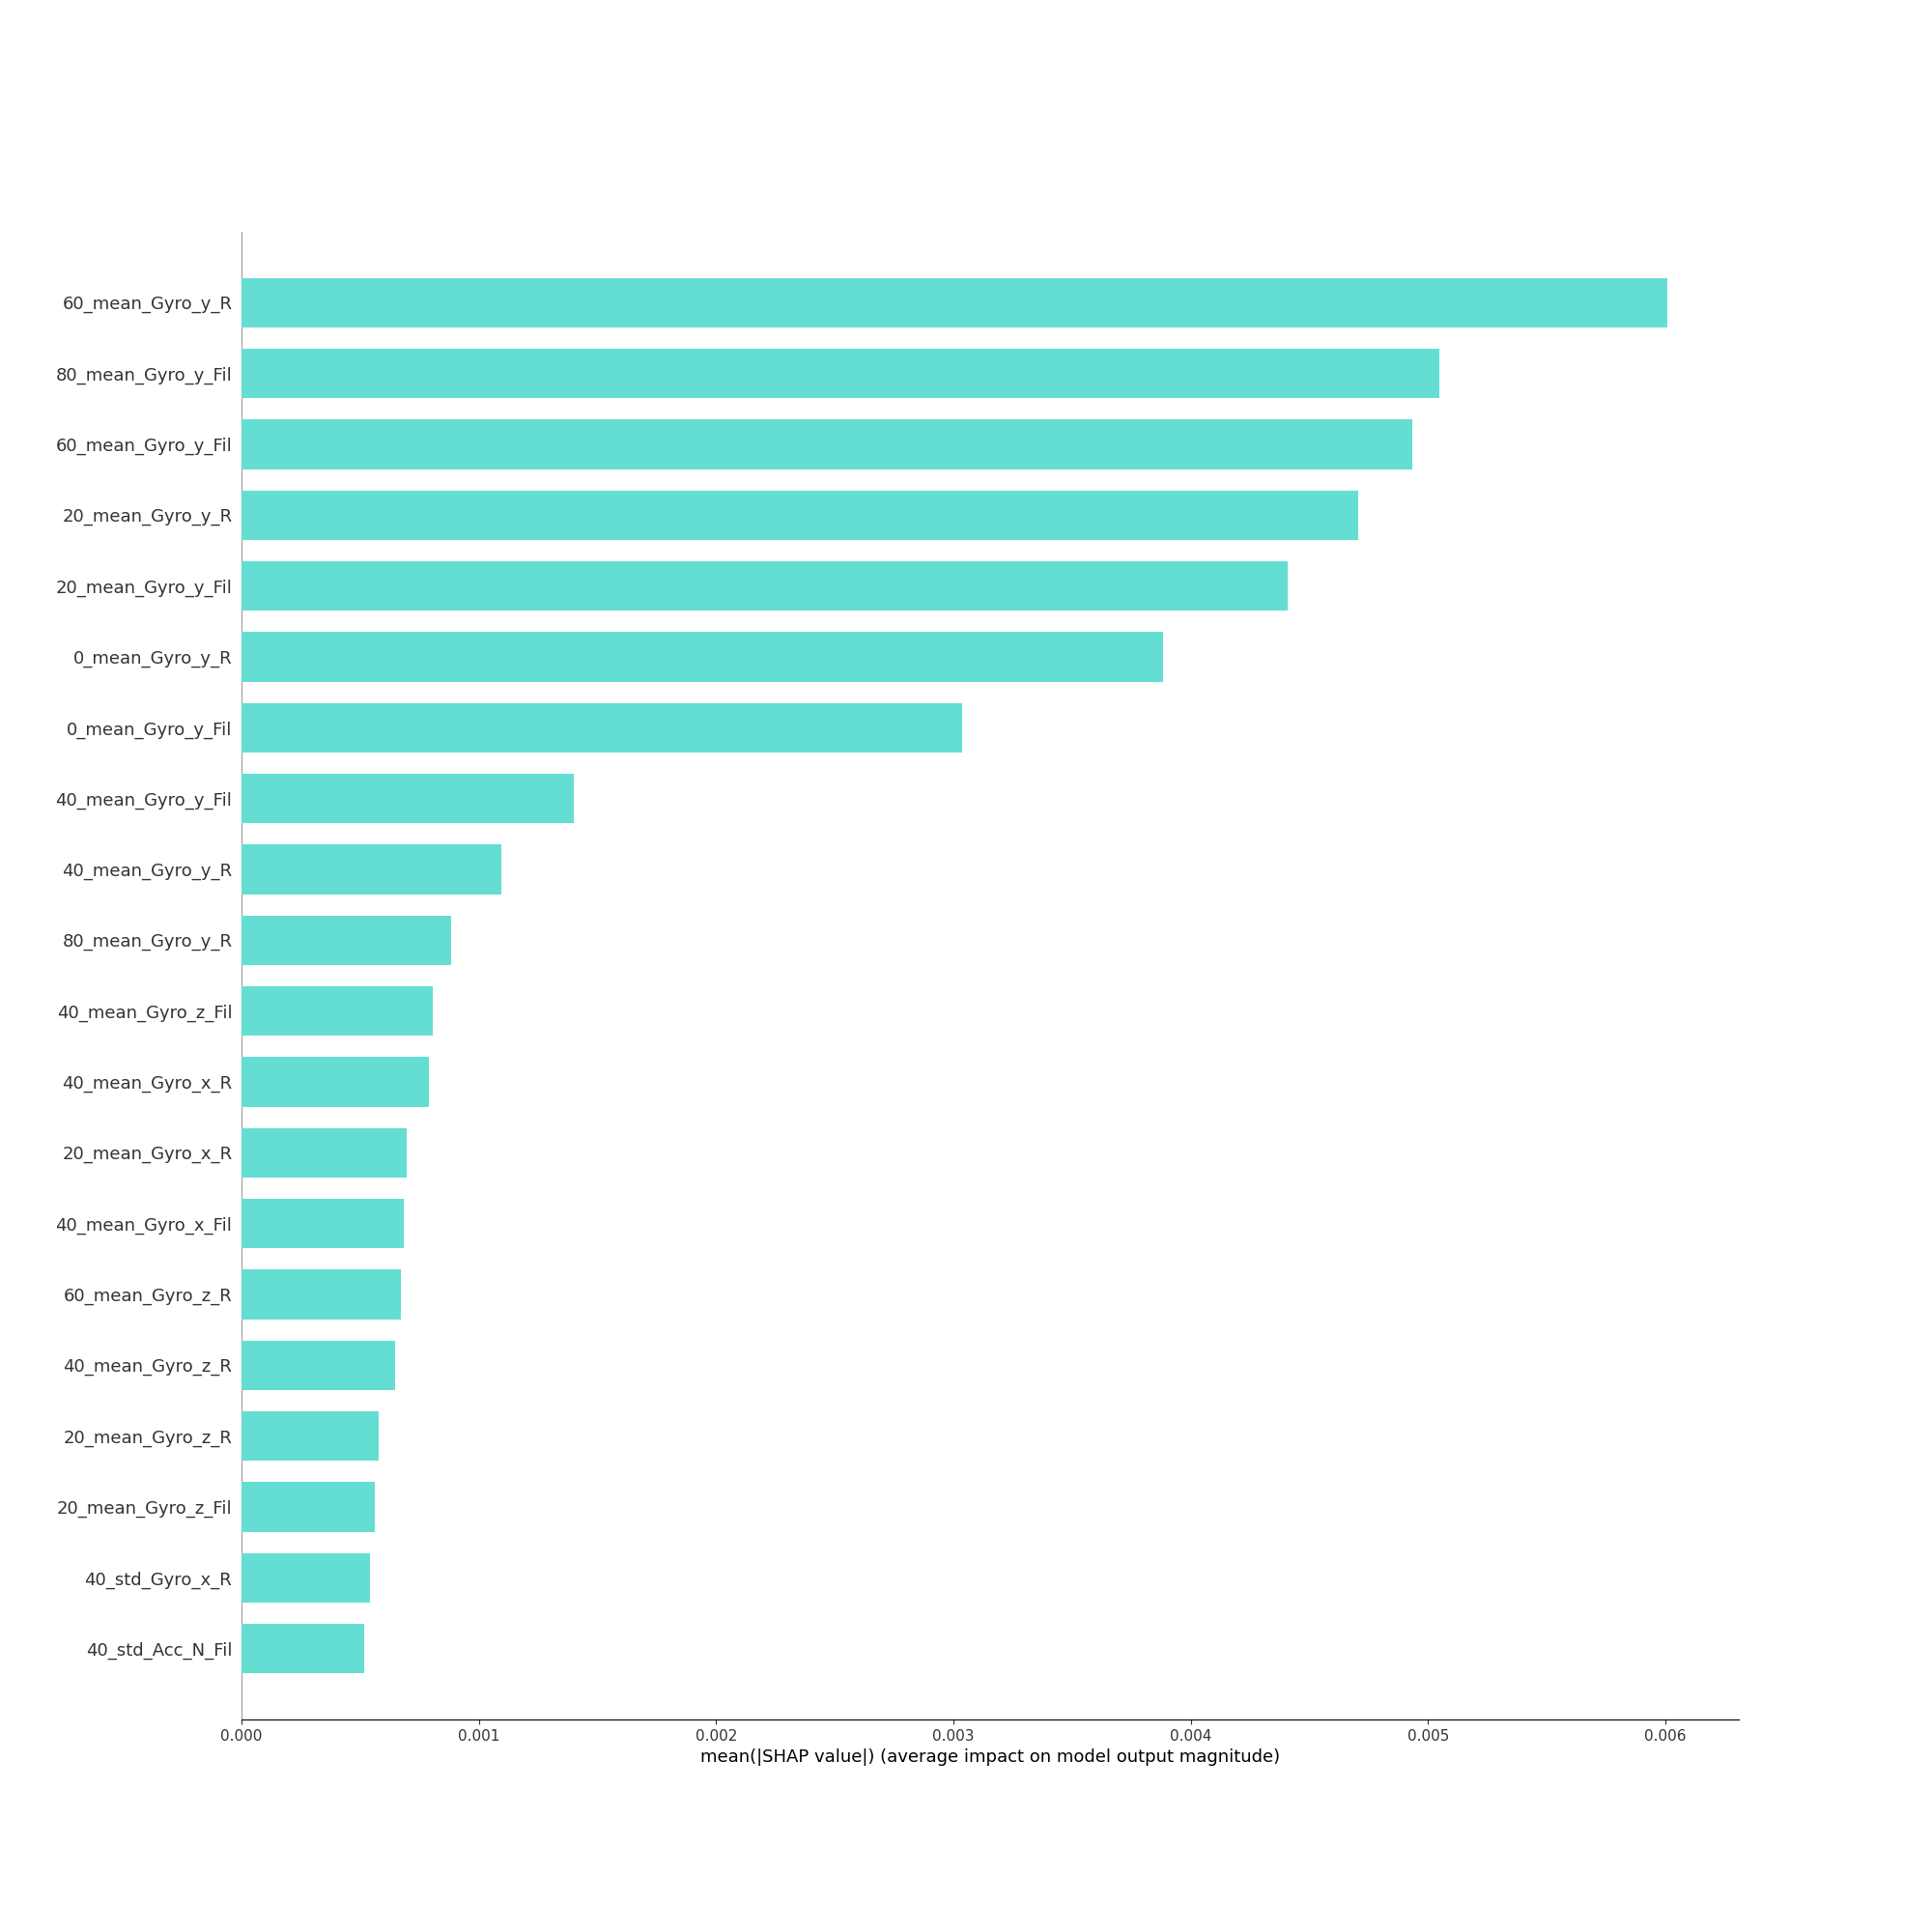 60_mean_Gyro_y_R
80_mean_Gyro_y_Fil
60_mean_Gyro_y_Fil
20_mean_Gyro_y_R
20_mean_Gyro_y_Fil
0_mean_Gyro_y_R
0_mean_Gyro_y_Fil
40_mean_Gyro_y_Fil
40_mean_Gyro_y_R
80_mean_Gyro_y_R
40_mean_Gyro_z_Fil
40_mean_Gyro_x_R
20_mean_Gyro_x_R
40_mean_Gyro_x_Fil
60_mean_Gyro_z_R
40_mean_Gyro_z_R
20_mean_Gyro_z_R
20_mean_Gyro_z_Fil
40_std_Gyro_x_R
40_std_Acc_N_Fil
0.000 0.001 0.002 0.003 0.004 0.005 0.006
mean(|SHAP value|) (average impact on model output magnitude)